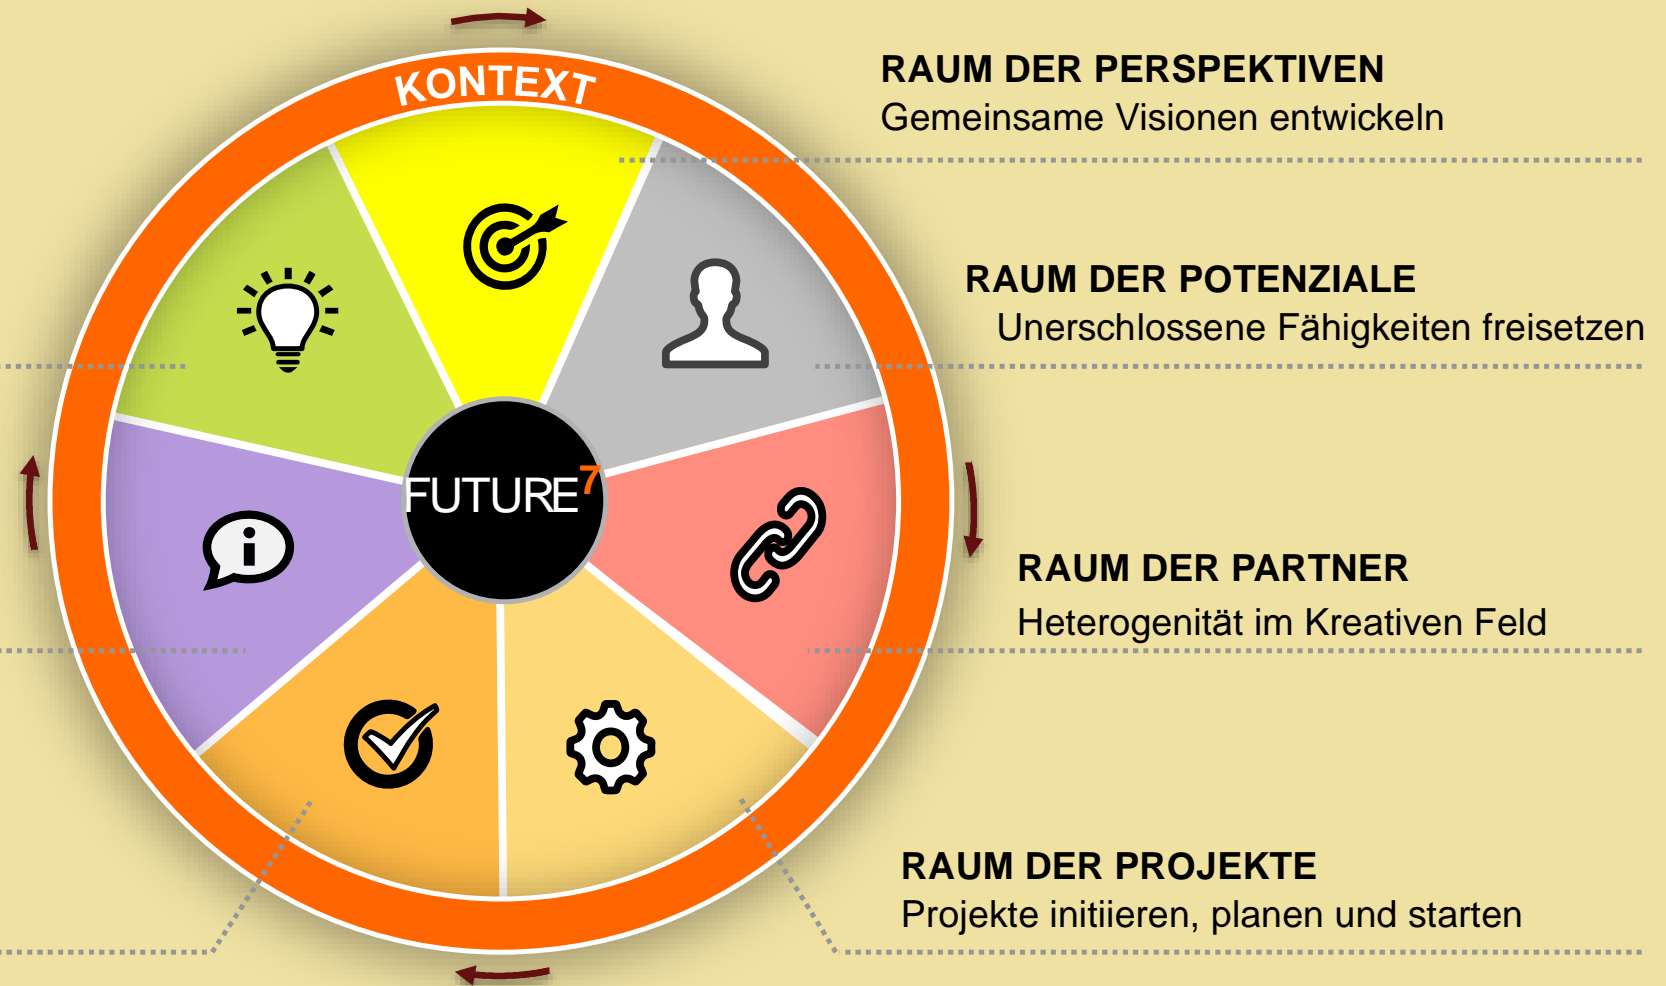 KONTEXT
RAUM DER PERSPEKTIVEN
Gemeinsame Visionen entwickeln
RAUM DER POTENZIALE
Unerschlossene Fähigkeiten freisetzen
FUTURE7
RAUM DER PARTNER
Heterogenität im Kreativen Feld
RAUM DER PROJEKTE
Projekte initiieren, planen und starten